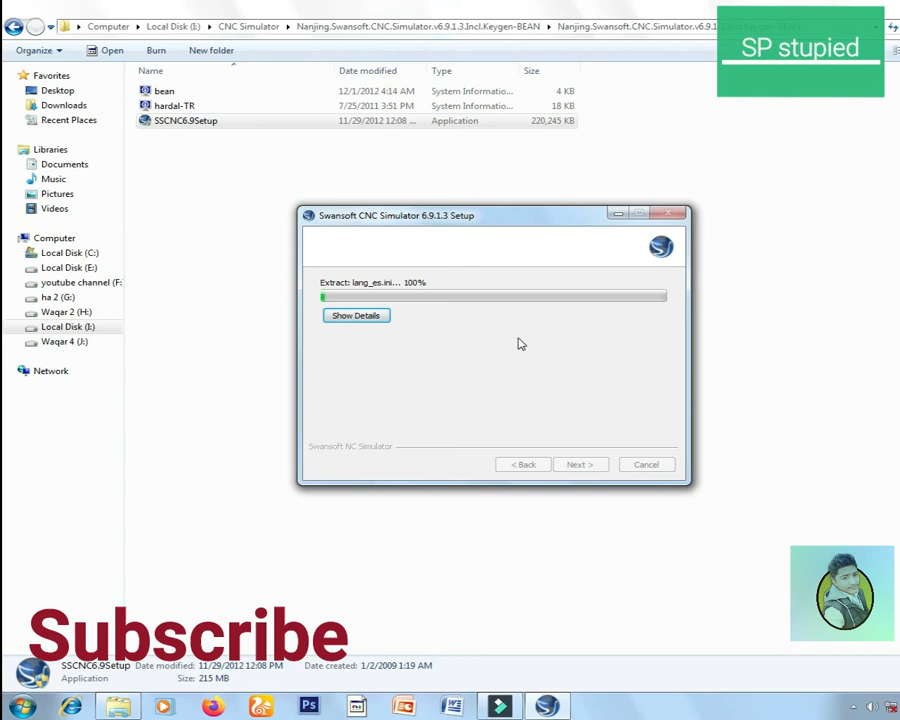 Computer ▸ Local Disk (I:) ▸ CNC Simulator ▸ Nanjing.Swansoft.CNC.Simulator.v6.9.1.3.Incl.Keygen-BEAN ▸ Nanjing.Swansoft.CNC.Simulator.v6.9.1
SP stupied
Organize Open Burn New folder
Name Date modified Type Size
Favorites
Desktop
Downloads
Recent Places
Libraries
Documents
Music
Pictures
Videos
Computer
Local Disk (C:)
Local Disk (E:)
youtube channel (F:
ha 2 (G:)
Waqar 2 (H:)
Local Disk (I:)
Waqar 4 (J:)
Network
bean 12/1/2012 4:14 AM System Informatio... 4 KB
hardal-TR 7/25/2011 3:51 PM System Informatio... 18 KB
SSCNC6.9Setup 11/29/2012 12:08 ... Application 220,245 KB
Swansoft CNC Simulator 6.9.1.3 Setup
Extract: lang_es.ini... 100%
Show Details
Swansoft NC Simulator
< Back Next > Cancel
Subscribe
SSCNC6.9Setup Date modified: 11/29/2012 12:08 PM Date created: 1/2/2009 1:19 AM
Application Size: 215 MB